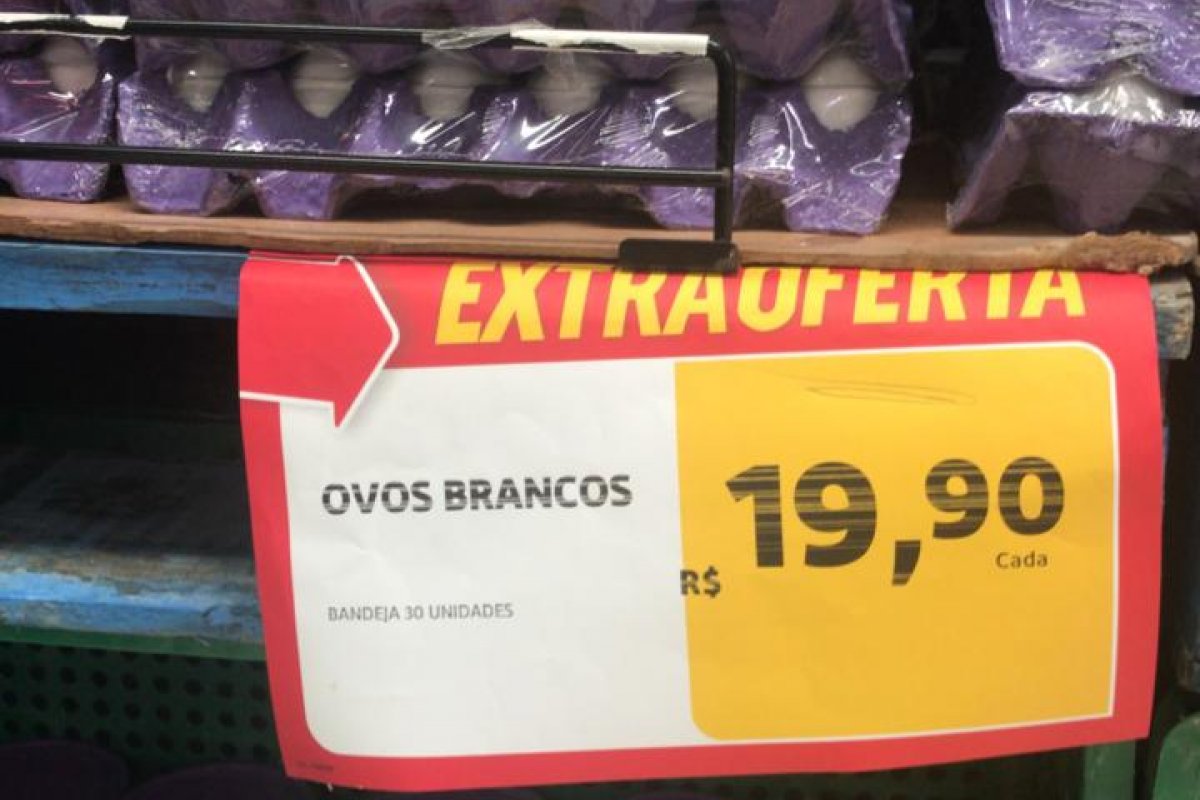 EXTRAOFERTA
OVOS BRANCOS
BANDEJA 30 UNIDADES
R$ 19,90
Cada